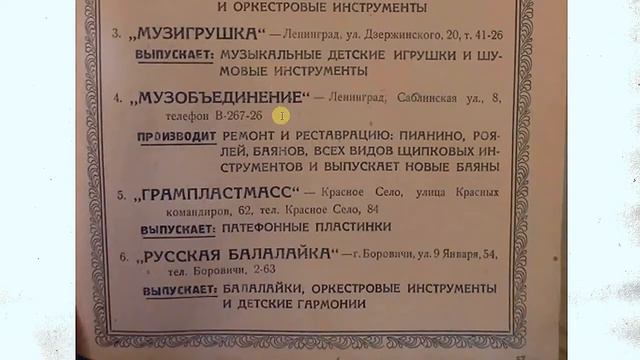 И ОРКЕСТРОВЫЕ ИНСТРУМЕНТЫ
3. „МУЗИГРУШКА“ — Ленинград, ул. Дзержинского, 20, т. 41-26
ВЫПУСКАЕТ: МУЗЫКАЛЬНЫЕ ДЕТСКИЕ ИГРУШКИ И ШУ-
МОВЫЕ ИНСТРУМЕНТЫ
4. „МУЗОБЪЕДИНЕНИЕ“ — Ленинград, Саблинская ул., 8,
телефон В-267-26
ПРОИЗВОДИТ РЕМОНТ И РЕСТАВРАЦИЮ: ПИАНИНО, РОЯ-
ЛЕЙ, БАЯНОВ, ВСЕХ ВИДОВ ЩИПКОВЫХ ИН-
СТРУМЕНТОВ И ВЫПУСКАЕТ НОВЫЕ БАЯНЫ
5. „ГРАМПЛАСТМАСС“ — Красное Село, улица Красных
командиров, 62, тел. Красное Село, 84
ВЫПУСКАЕТ: ПАТЕФОННЫЕ ПЛАСТИНКИ
6. „РУССКАЯ БАЛАЛАЙКА“ — г. Боровичи, ул. 9 Января, 54,
тел. Боровичи, 2-63
ВЫПУСКАЕТ: БАЛАЛАЙКИ, ОРКЕСТРОВЫЕ ИНСТРУМЕНТЫ
И ДЕТСКИЕ ГАРМОНИИ